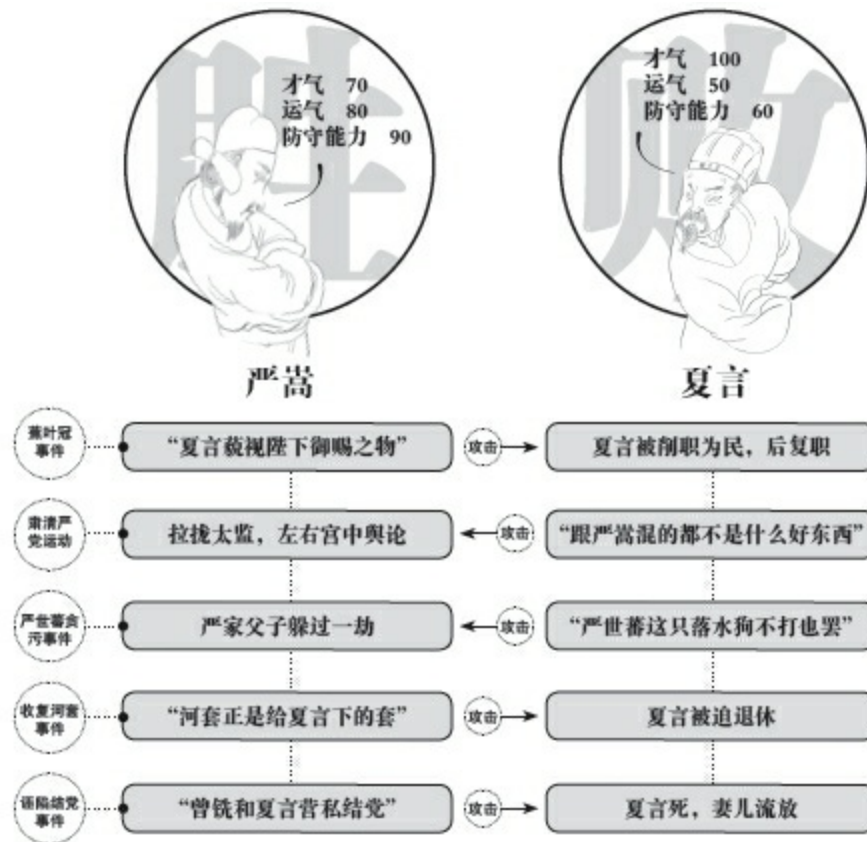 胜
才气 70
运气 80
防守能力 90
严嵩
败
才气 100
运气 50
防守能力 60
夏言
蕉叶冠
事件
“夏言藐视陛下御赐之物”
攻击
夏言被削职为民，后复职
肃清严
党运动
拉拢太监，左右宫中舆论
攻击
“跟严嵩混的都不是什么好东西”
严世蕃贪
污事件
严家父子躲过一劫
攻击
“严世蕃这只落水狗不打也罢”
收复河套
事件
“河套正是给夏言下的套”
攻击
夏言被迫退休
诬陷结党
事件
“曾铣和夏言营私结党”
攻击
夏言死，妻儿流放